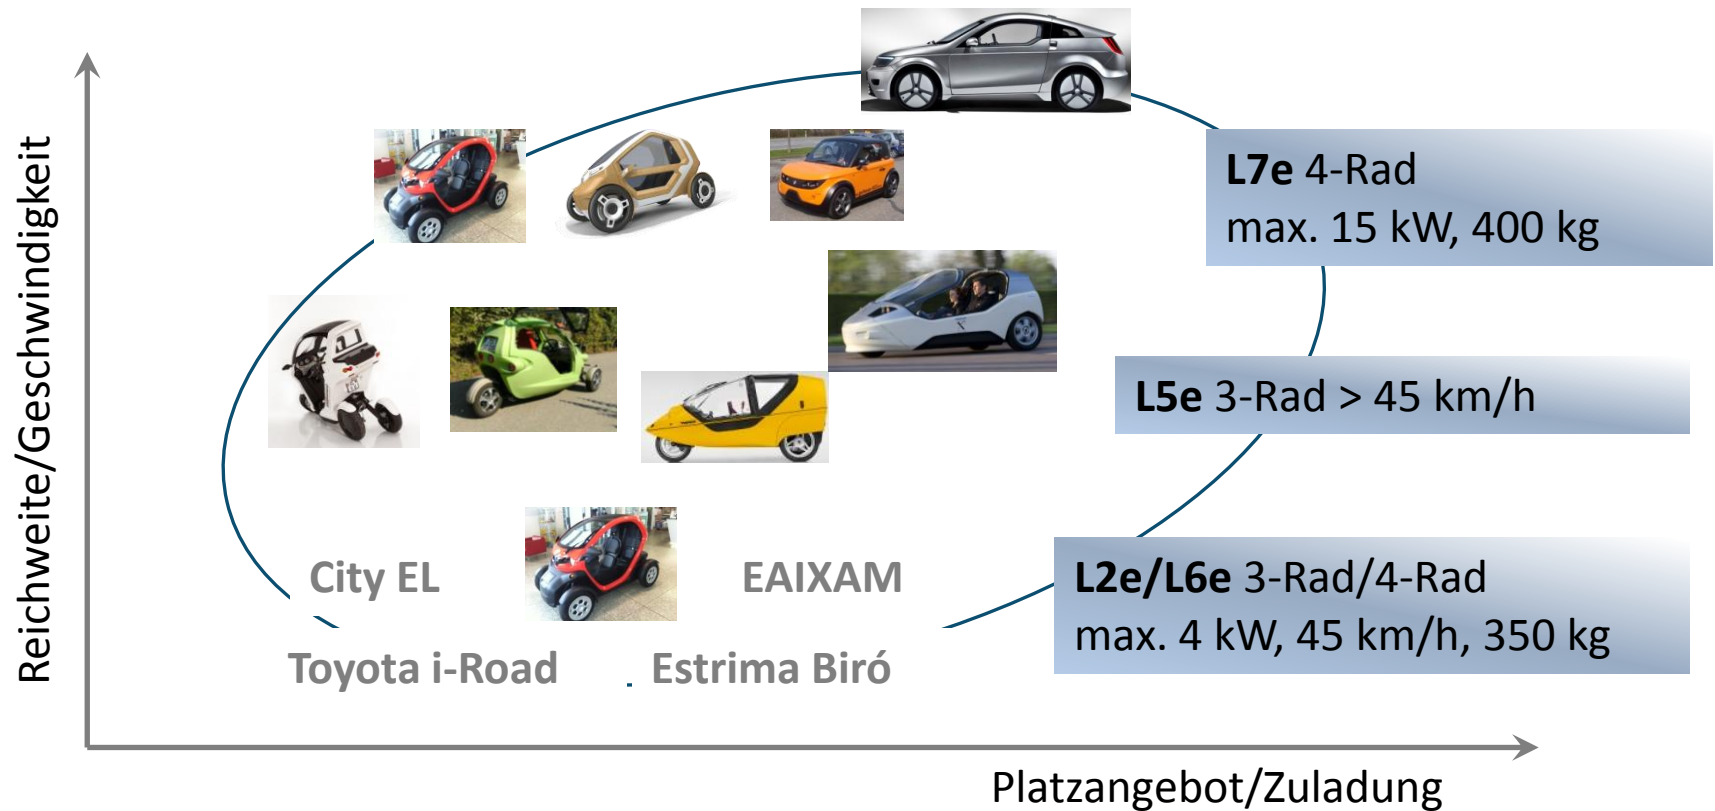 Reichweite/Geschwindigkeit
L7e 4-Rad
max. 15 kW, 400 kg
L5e 3-Rad > 45 km/h
City EL
EAIXAM
L2e/L6e 3-Rad/4-Rad
max. 4 kW, 45 km/h, 350 kg
Toyota i-Road
Estrima Biró
Platzangebot/Zuladung